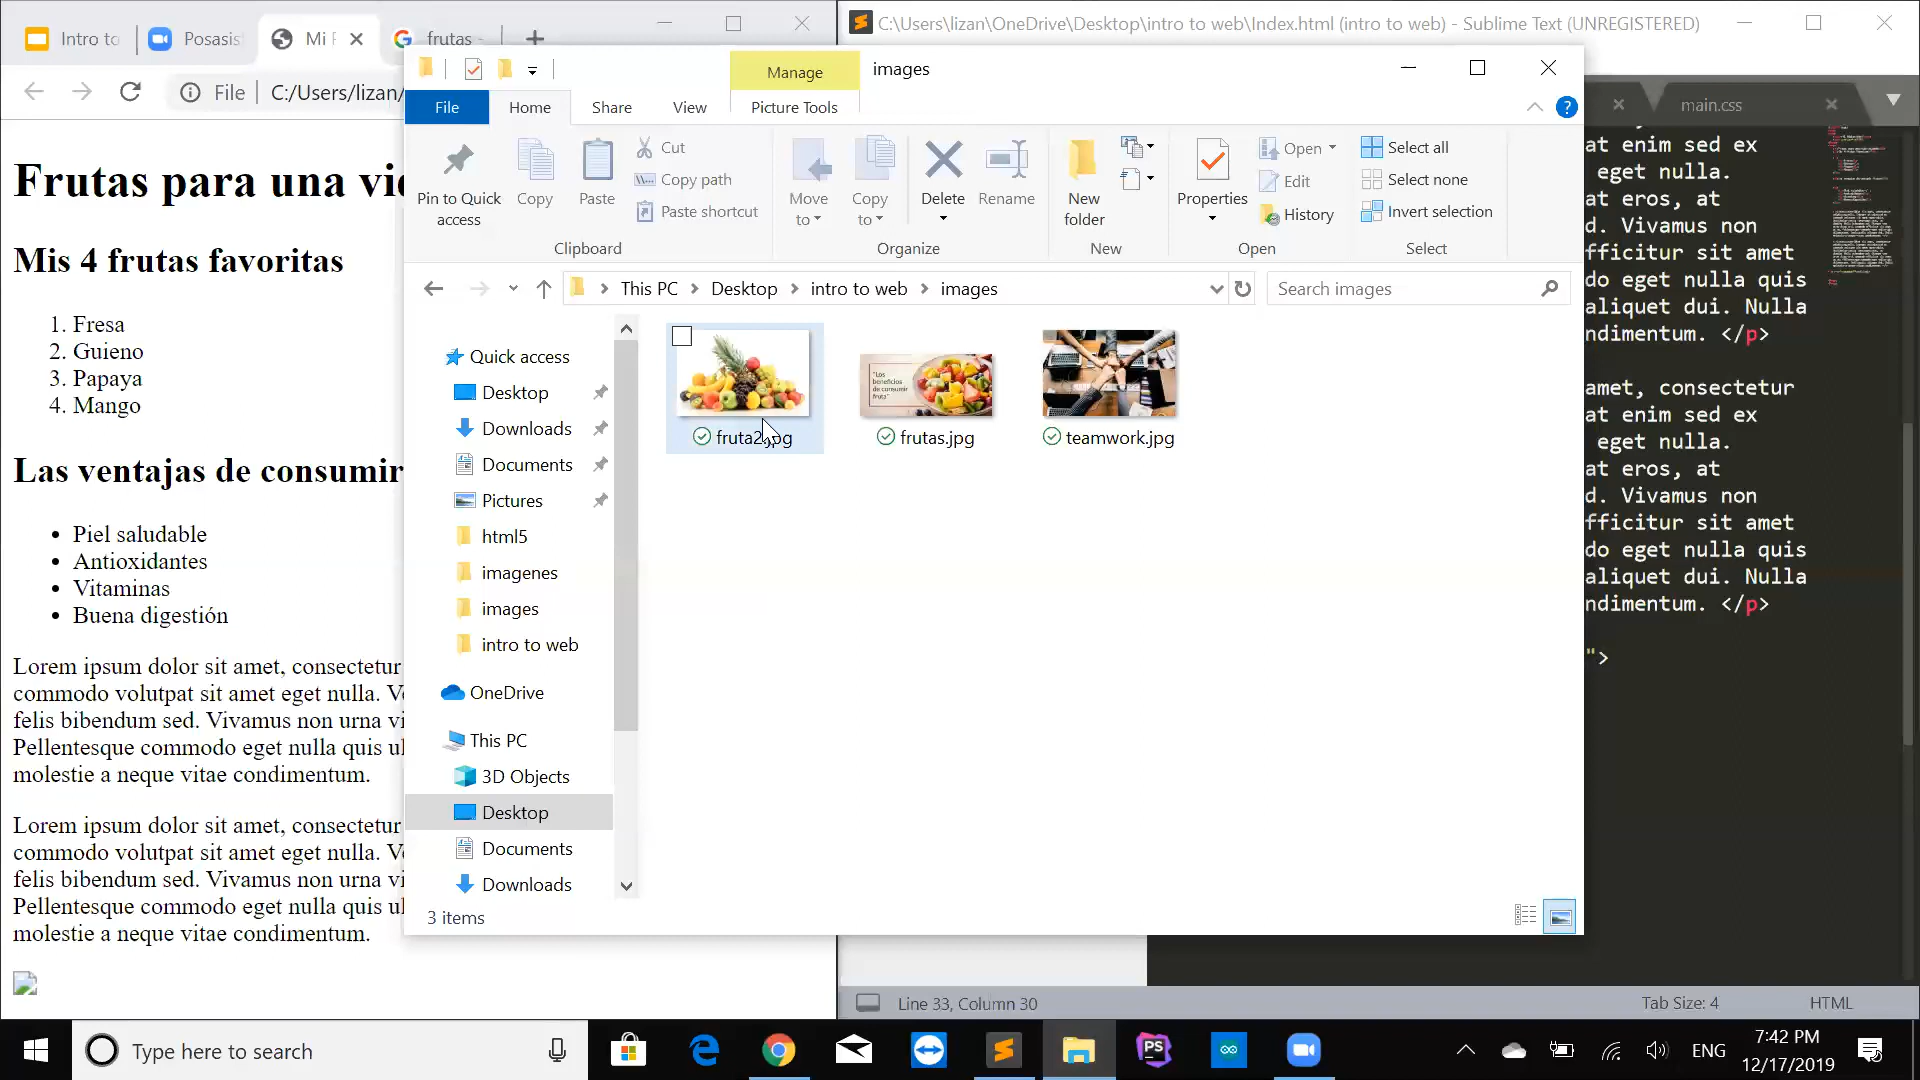 Intro to
Posasis
Mi F
frutas -
C:\Users\lizan\OneDrive\Desktop\intro to web\Index.html (intro to web) - Sublime Text (UNREGISTERED)
File
C:/Users/lizan/
Manage
images
File
Home
Share
View
Picture Tools
main.css
Pin to Quick
access
Copy
Paste
Cut
Copy path
Paste shortcut
Clipboard
Move
to
Copy
to
Delete
Rename
Organize
New
folder
New
Properties
Open
Edit
History
Open
Select all
Select none
Invert selection
Select
This PC
Desktop
intro to web
images
Search images
Quick access
Desktop
Downloads
Documents
Pictures
html5
imagenes
images
intro to web
OneDrive
This PC
3D Objects
Desktop
Documents
Downloads
"Los
beneficios
de consumir
fruta"
fruta2.jpg
frutas.jpg
teamwork.jpg
3 items
Frutas para una vid
Mis 4 frutas favoritas
1. Fresa
2. Guieno
3. Papaya
4. Mango
Las ventajas de consumir
• Piel saludable
• Antioxidantes
• Vitaminas
• Buena digestión
Lorem ipsum dolor sit amet, consectetur
commodo volutpat sit amet eget nulla. Ve
felis bibendum sed. Vivamus non urna vi
Pellentesque commodo eget nulla quis ul
molestie a neque vitae condimentum.
Lorem ipsum dolor sit amet, consectetur
commodo volutpat sit amet eget nulla. Ve
felis bibendum sed. Vivamus non urna vi
Pellentesque commodo eget nulla quis ul
molestie a neque vitae condimentum.
at enim sed ex
eget nulla.
at eros, at
d. Vivamus non
fficitur sit amet
do eget nulla quis
aliquet dui. Nulla
ndimentum. </p>
amet, consectetur
at enim sed ex
eget nulla.
at eros, at
d. Vivamus non
fficitur sit amet
do eget nulla quis
aliquet dui. Nulla
ndimentum. </p>
">
Line 33, Column 30
Tab Size: 4
HTML
Type here to search
PS
ENG
7:42 PM
12/17/2019